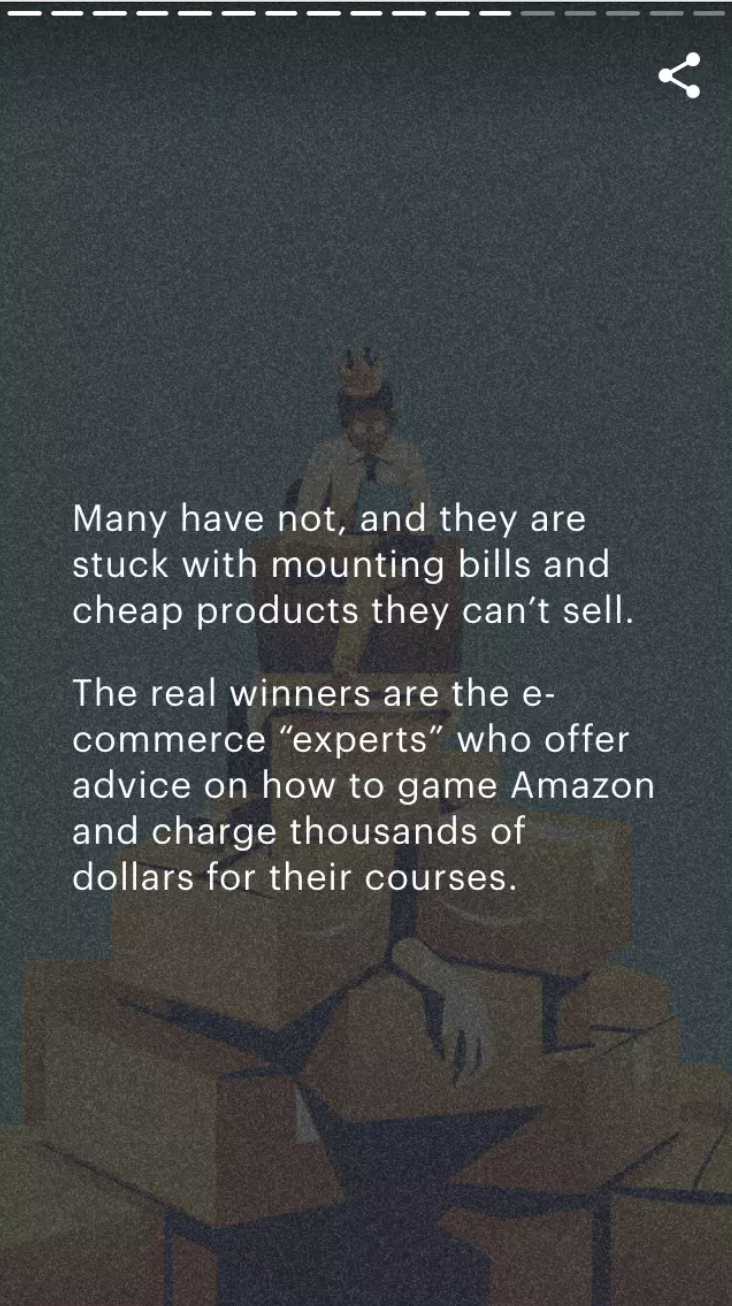 Many have not, and they are
stuck with mounting bills and
cheap products they can’t sell.
The real winners are the e-
commerce “experts” who offer
advice on how to game Amazon
and charge thousands of
dollars for their courses.